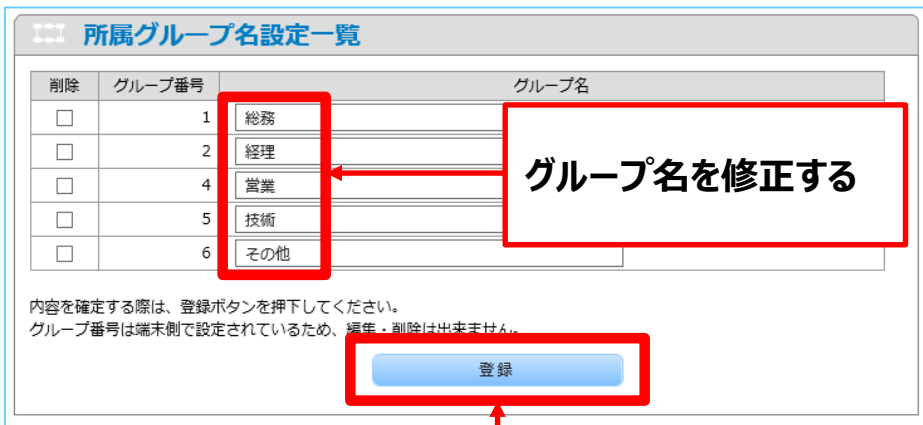 所属グループ名設定一覧
削除 グループ番号 グループ名
1 総務
2 経理
4 営業
5 技術
6 その他
グループ名を修正する
内容を確定する際は、登録ボタンを押下してください。
グループ番号は端末側で設定されているため、編集・削除は出来ません。
登録